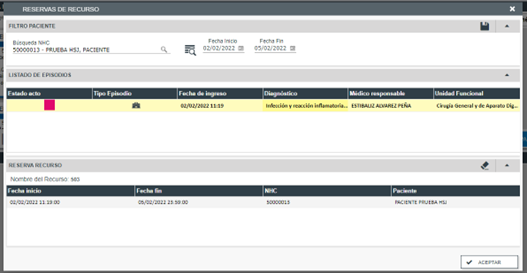 RESERVAS DE RECURSO
FILTRO PACIENTE
Búsqueda NHC
50000013 - PRUEBA HSJ, PACIENTE
Fecha Inicio
02/02/2022
Fecha Fin
05/02/2022
LISTADO DE EPISODIOS
Estado acto Tipo Episodio Fecha de ingreso Diagnóstico Médico responsable Unidad Funcional
02/02/2022 11:19 Infección y reacción inflamatoria... ESTIBALIZ ALVAREZ PEÑA Cirugía General y de Aparato Dig...
RESERVA RECURSO
Nombre del Recurso: 503
Fecha inicio Fecha fin NHC Paciente
02/02/2022 11:19:00 05/02/2022 23:59:00 50000013 PACIENTE PRUEBA HSJ
ACEPTAR